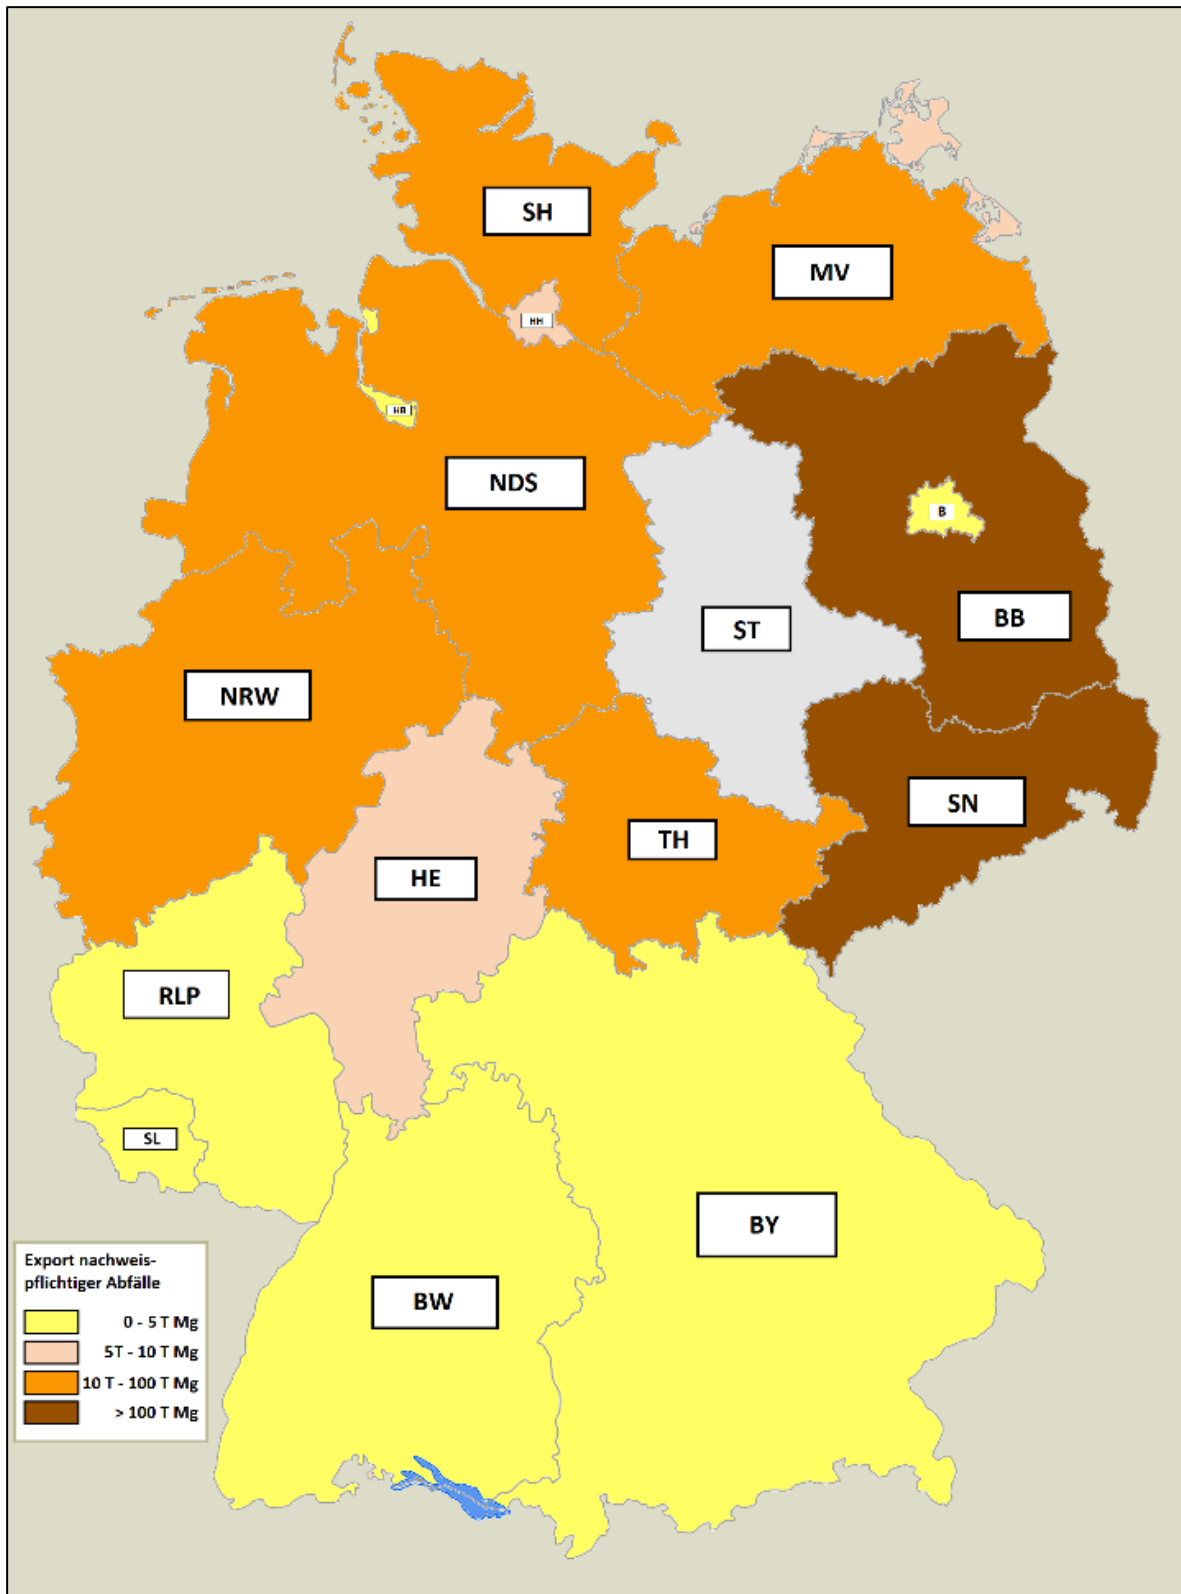 SH
MV
HH
HB
NDS
B
ST
BB
NRW
SN
TH
HE
RLP
SL
BY
BW
Export nachweis-
pflichtiger Abfälle
0 - 5 T Mg
5T - 10 T Mg
10 T - 100 T Mg
> 100 T Mg